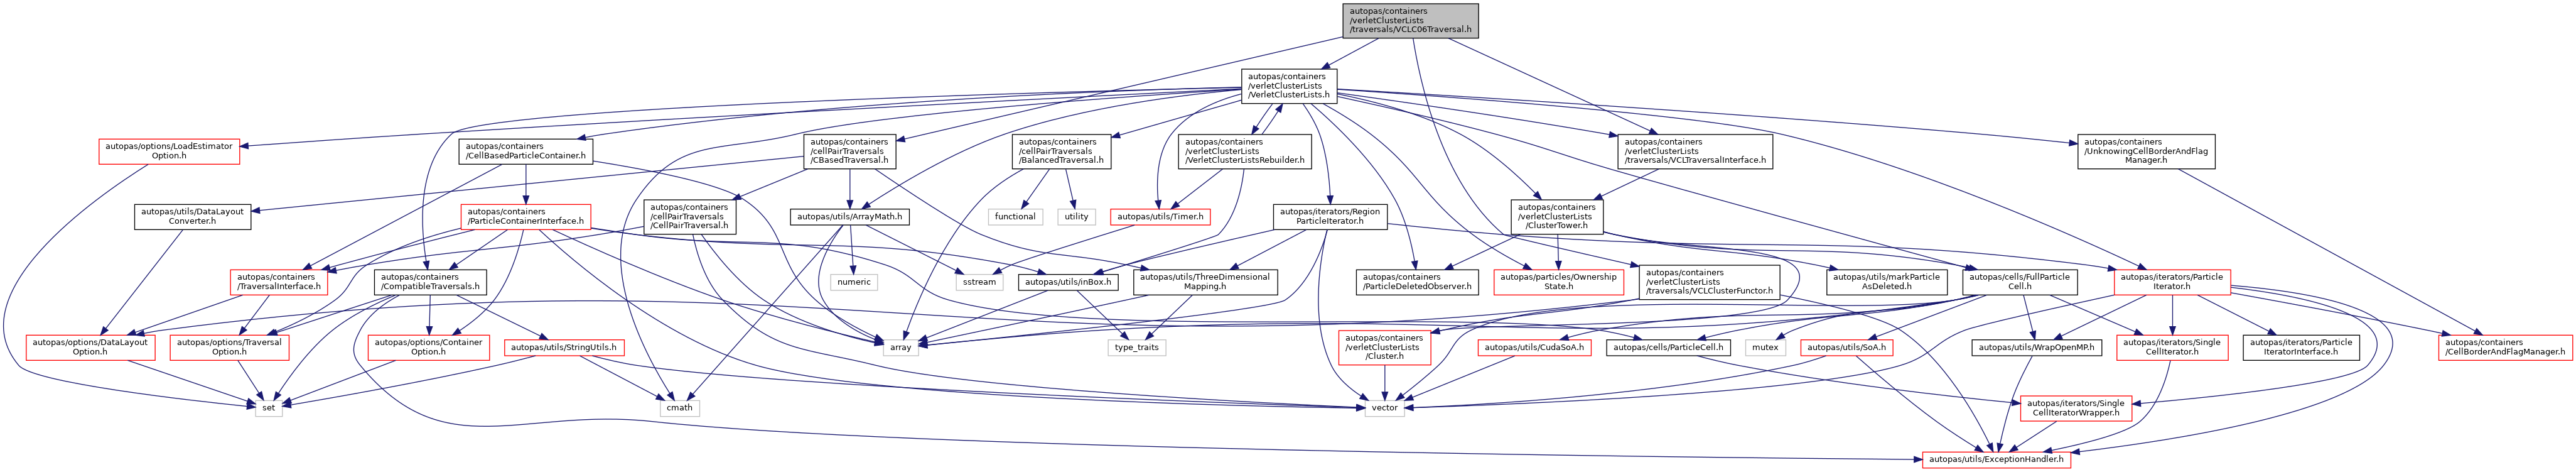 autopas/containers
/verletClusterLists
/traversals/VCLC06Traversal.h
autopas/containers
/verletClusterLists
/VerletClusterLists.h
autopas/options/LoadEstimator
Option.h
autopas/containers
/CellBasedParticleContainer.h
autopas/containers
/cellPairTraversals
/CBasedTraversal.h
autopas/containers
/cellPairTraversals
/BalancedTraversal.h
autopas/containers
/verletClusterLists
/VerletClusterListsRebuilder.h
autopas/containers
/verletClusterLists
/traversals/VCLTraversalInterface.h
autopas/containers
/UnknowingCellBorderAndFlag
Manager.h
autopas/utils/DataLayout
Converter.h
autopas/containers
/ParticleContainerInterface.h
autopas/containers
/cellPairTraversals
/CellPairTraversal.h
autopas/utils/ArrayMath.h
functional
utility
autopas/utils/Timer.h
autopas/iterators/Region
ParticleIterator.h
autopas/containers
/verletClusterLists
/ClusterTower.h
autopas/containers
/TraversalInterface.h
autopas/containers
/CompatibleTraversals.h
numeric
sstream
autopas/utils/inBox.h
autopas/utils/ThreeDimensional
Mapping.h
autopas/containers
/ParticleDeletedObserver.h
autopas/particles/Ownership
State.h
autopas/containers
/verletClusterLists
/traversals/VCLClusterFunctor.h
autopas/utils/markParticle
AsDeleted.h
autopas/cells/FullParticle
Cell.h
autopas/iterators/Particle
Iterator.h
autopas/options/DataLayout
Option.h
autopas/options/Traversal
Option.h
autopas/options/Container
Option.h
autopas/utils/StringUtils.h
array
type_traits
autopas/containers
/verletClusterLists
/Cluster.h
autopas/utils/CudaSoA.h
autopas/cells/ParticleCell.h
mutex
autopas/utils/SoA.h
autopas/utils/WrapOpenMP.h
autopas/iterators/Single
CellIterator.h
autopas/iterators/Particle
IteratorInterface.h
autopas/containers
/CellBorderAndFlagManager.h
set
cmath
vector
autopas/iterators/Single
CellIteratorWrapper.h
autopas/utils/ExceptionHandler.h